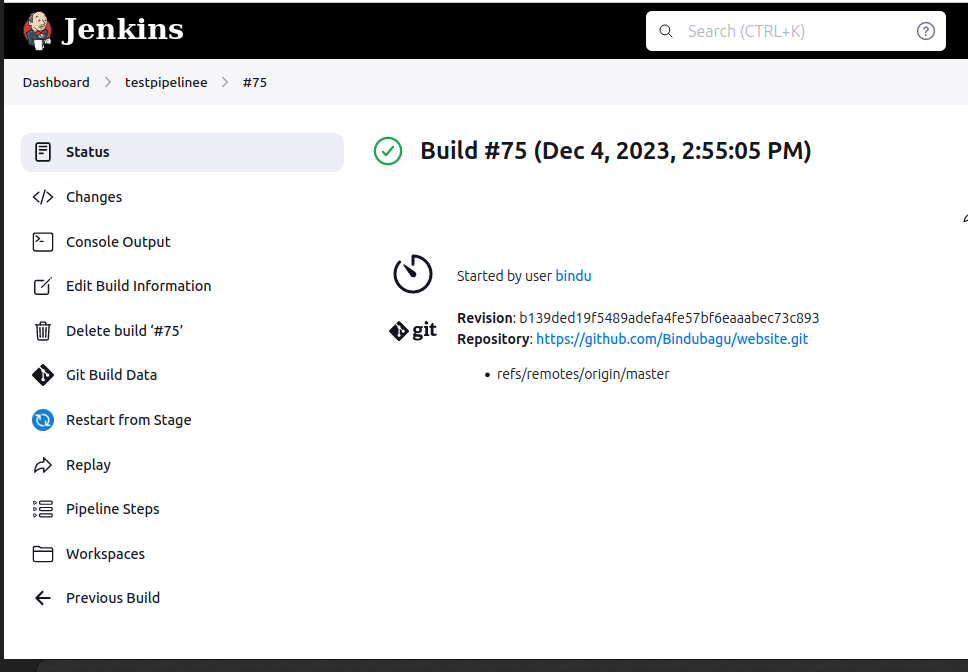 Jenkins
Search (CTRL+K)
?
Dashboard
testpipelinee
#75
Status
Changes
Console Output
Edit Build Information
Delete build ‘#75’
Git Build Data
Restart from Stage
Replay
Pipeline Steps
Workspaces
Previous Build
Build #75 (Dec 4, 2023, 2:55:05 PM)
Started by user bindu
git
Revision: b139ded19f5489adefa4fe57bf6eaaabec73c893
Repository: https://github.com/Bindubagu/website.git
• refs/remotes/origin/master